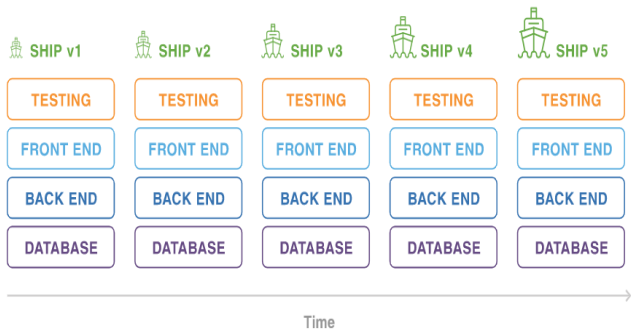 SHIP v1 SHIP v2 SHIP v3 SHIP v4 SHIP v5
TESTING TESTING TESTING TESTING TESTING
FRONT END FRONT END FRONT END FRONT END FRONT END
BACK END BACK END BACK END BACK END BACK END
DATABASE DATABASE DATABASE DATABASE DATABASE
Time